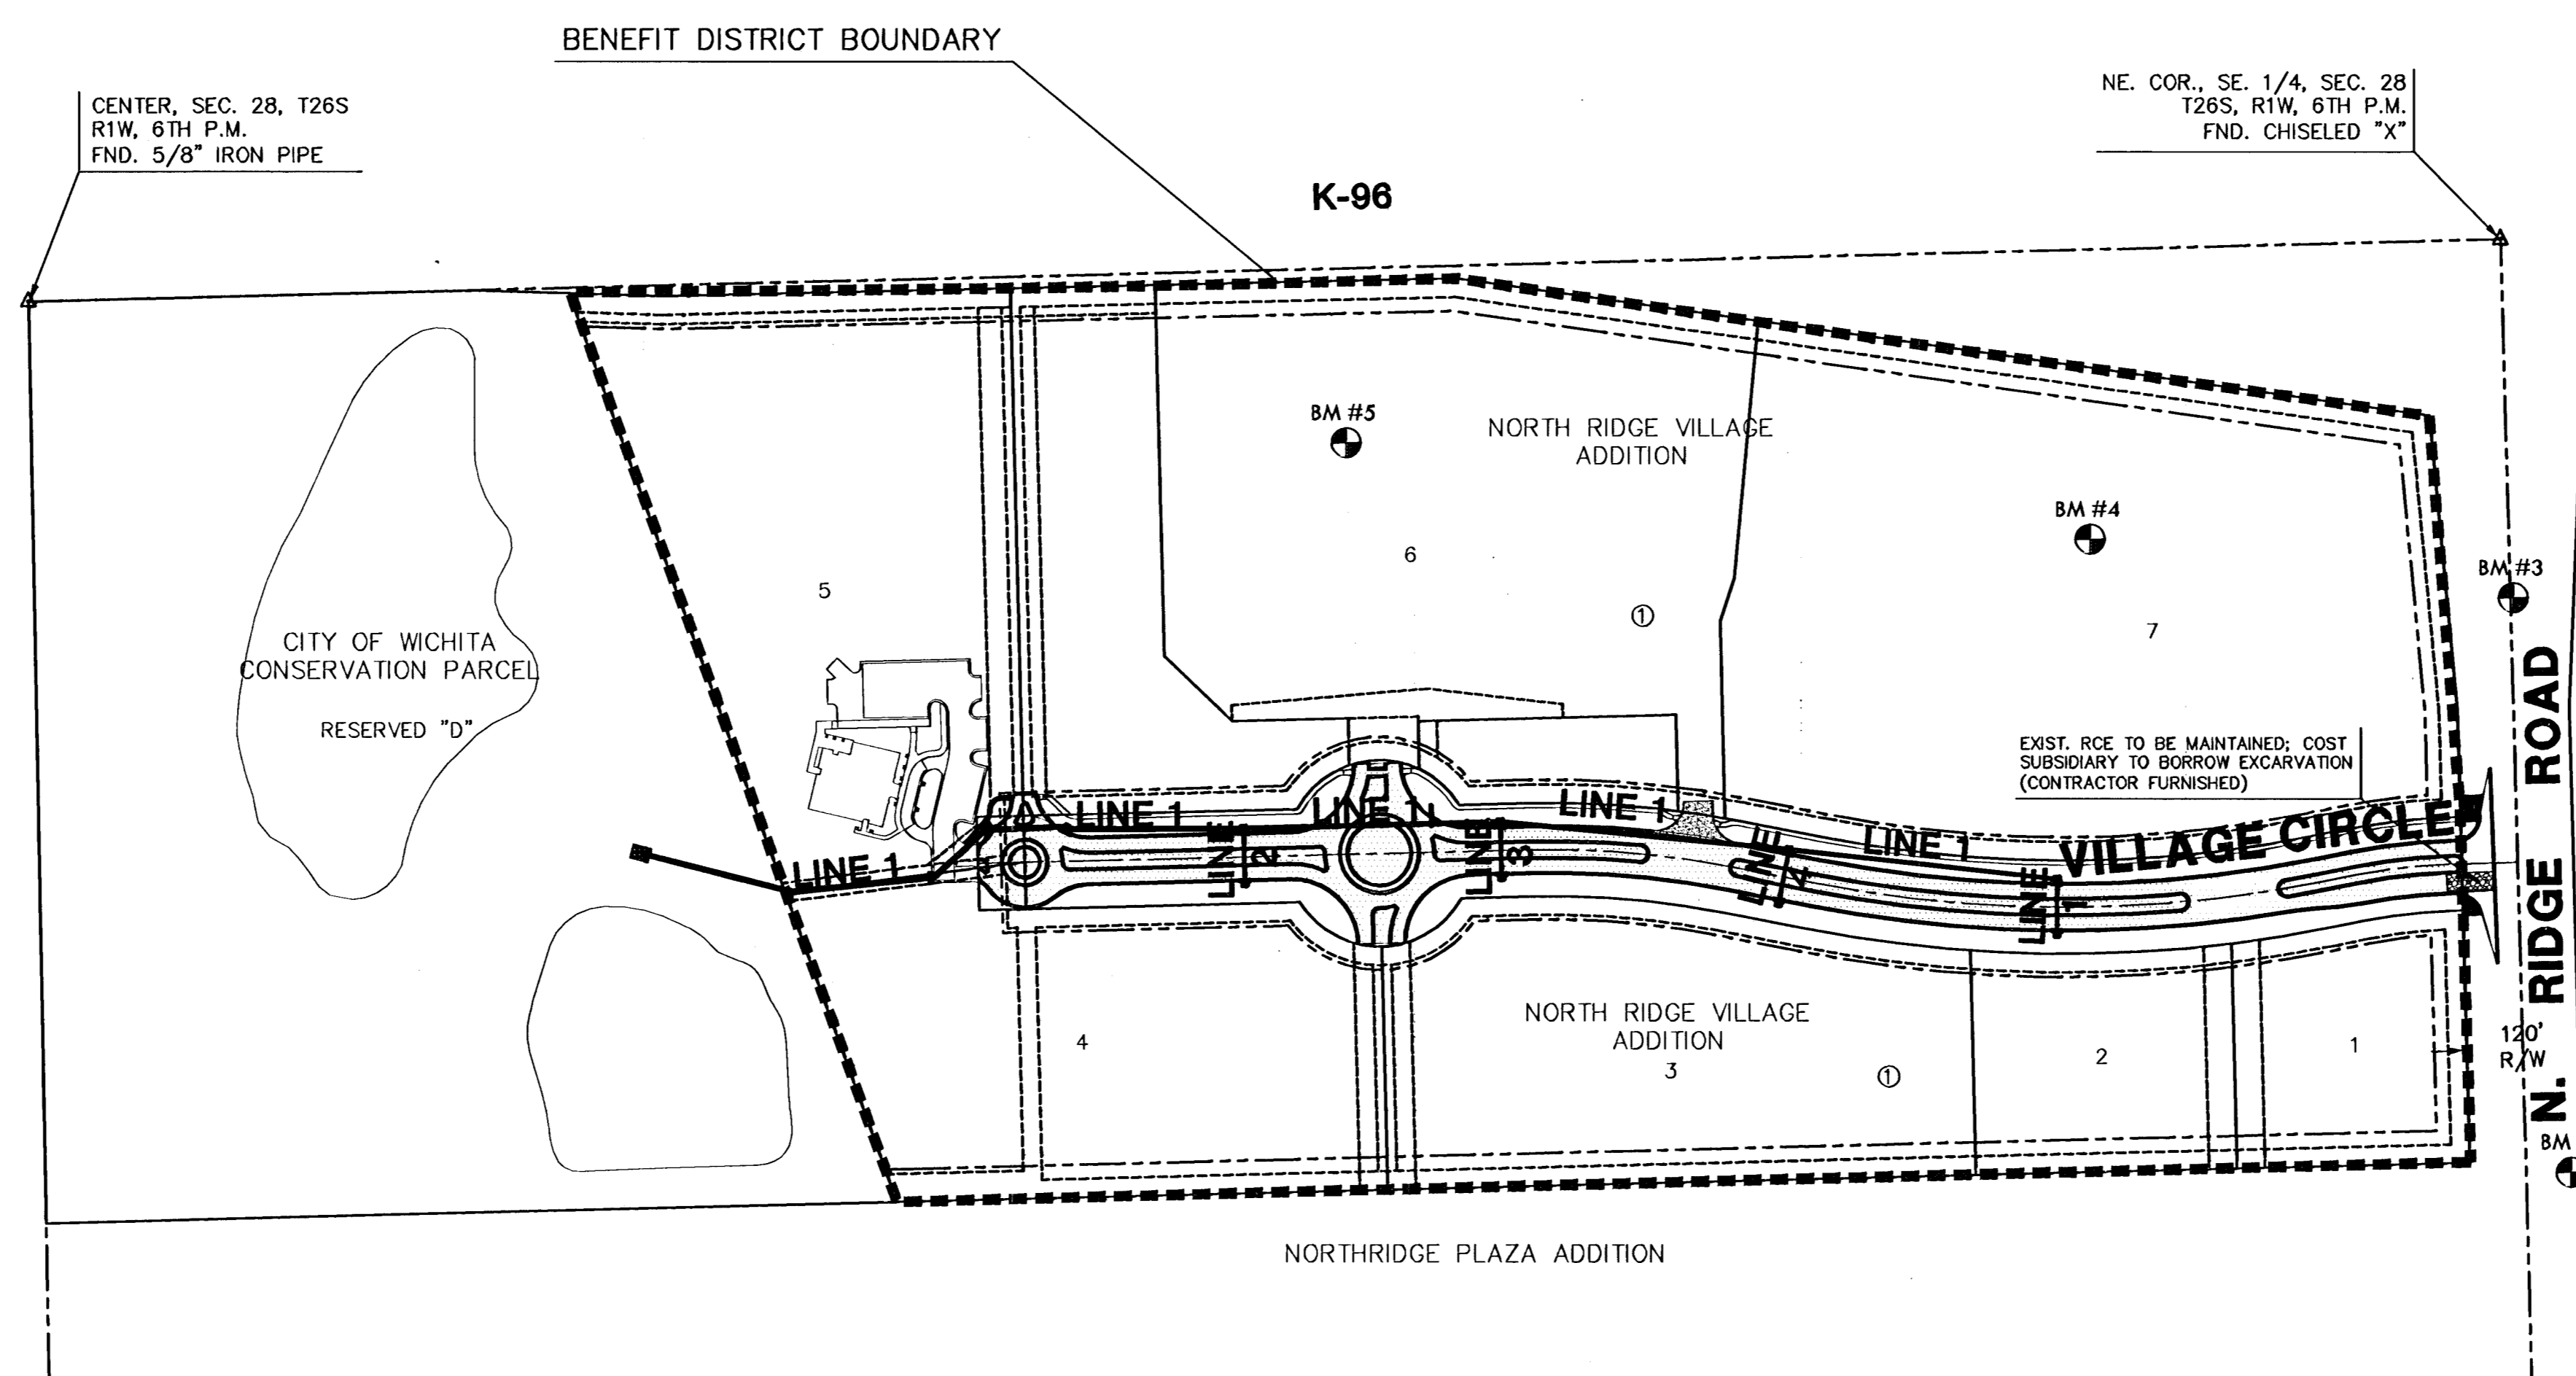 BENEFIT DISTRICT BOUNDARY
CENTER, SEC. 28, T26S
R1W, 6TH P.M.
FND. 5/8" IRON PIPE
NE. COR., SE. 1/4, SEC. 28
T26S, R1W, 6TH P.M.
FND. CHISELED "X"
K-96
BM #5
NORTH RIDGE VILLAGE
ADDITION
BM #4
BM #3
6
5
1
7
CITY OF WICHITA
CONSERVATION PARCEL
RESERVED "D"
EXIST. RCE TO BE MAINTAINED; COST
SUBSIDIARY TO BORROW EXCARVATION
(CONTRACTOR FURNISHED)
N. RIDGE ROAD
LINE 1
LINE 1
LINE 1
LINE 1
LINE 1
VILLAGE CIRCLE
LINE 2
LINE 3
LINE 4
LINE 1
NORTH RIDGE VILLAGE
ADDITION
4
3
1
2
1
120'
R/W
BM
NORTHRIDGE PLAZA ADDITION